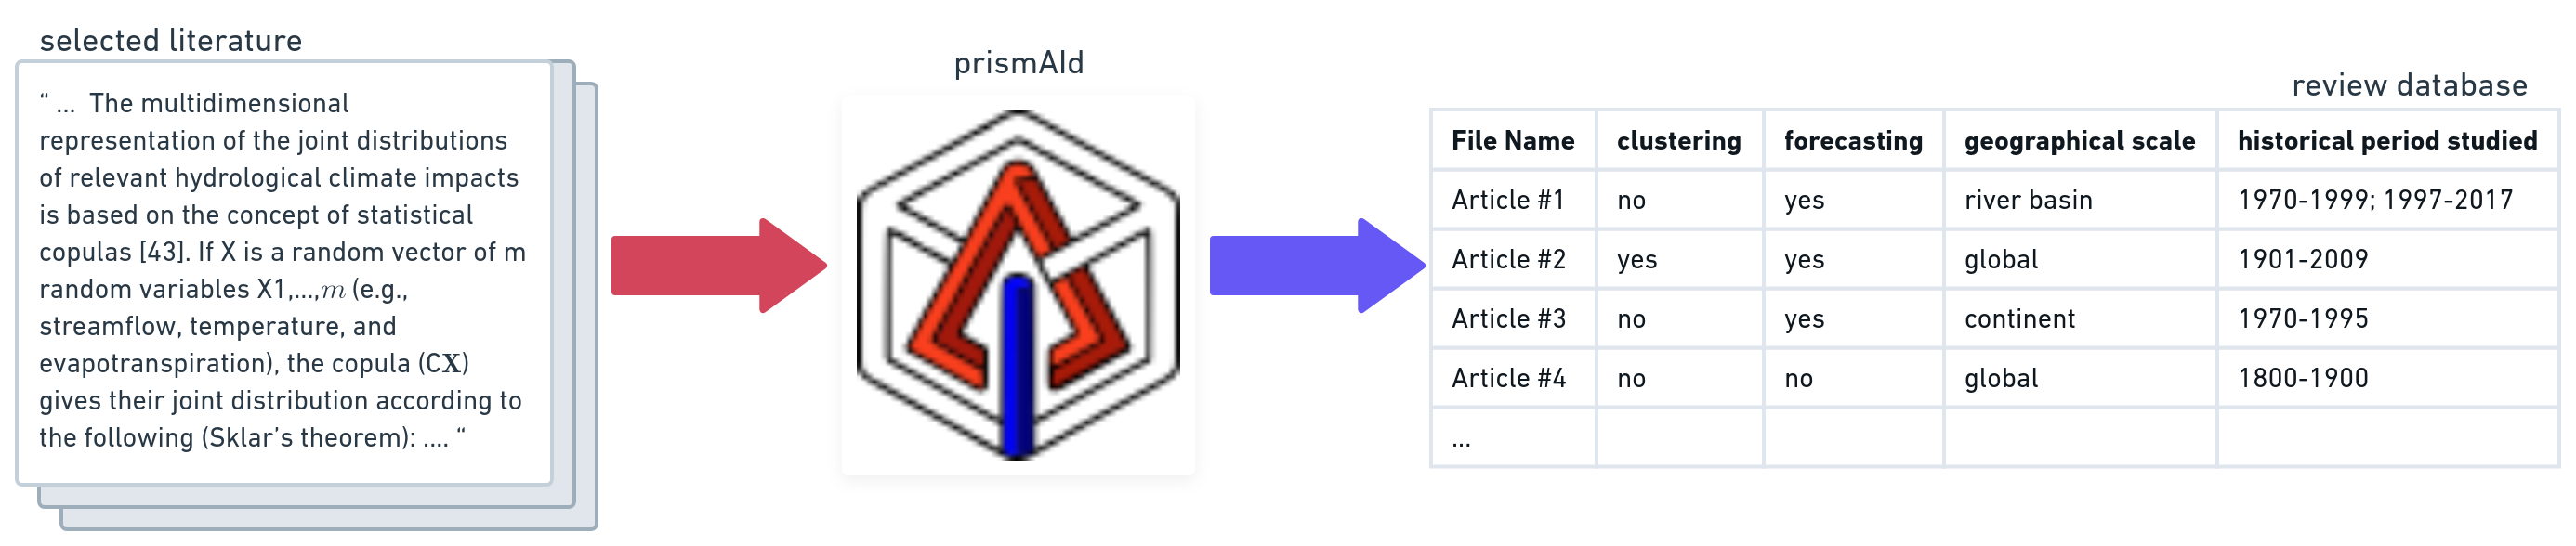 selected literature
“ ... The multidimensional
representation of the joint distributions
of relevant hydrological climate impacts
is based on the concept of statistical
copulas [43]. If X is a random vector of m
random variables X1,...,m (e.g.,
streamflow, temperature, and
evapotranspiration), the copula (CX)
gives their joint distribution according to
the following (Sklar’s theorem): .... “
prismAId
review database
File Name clustering forecasting geographical scale historical period studied
Article #1 no yes river basin 1970-1999; 1997-2017
Article #2 yes yes global 1901-2009
Article #3 no yes continent 1970-1995
Article #4 no no global 1800-1900
...